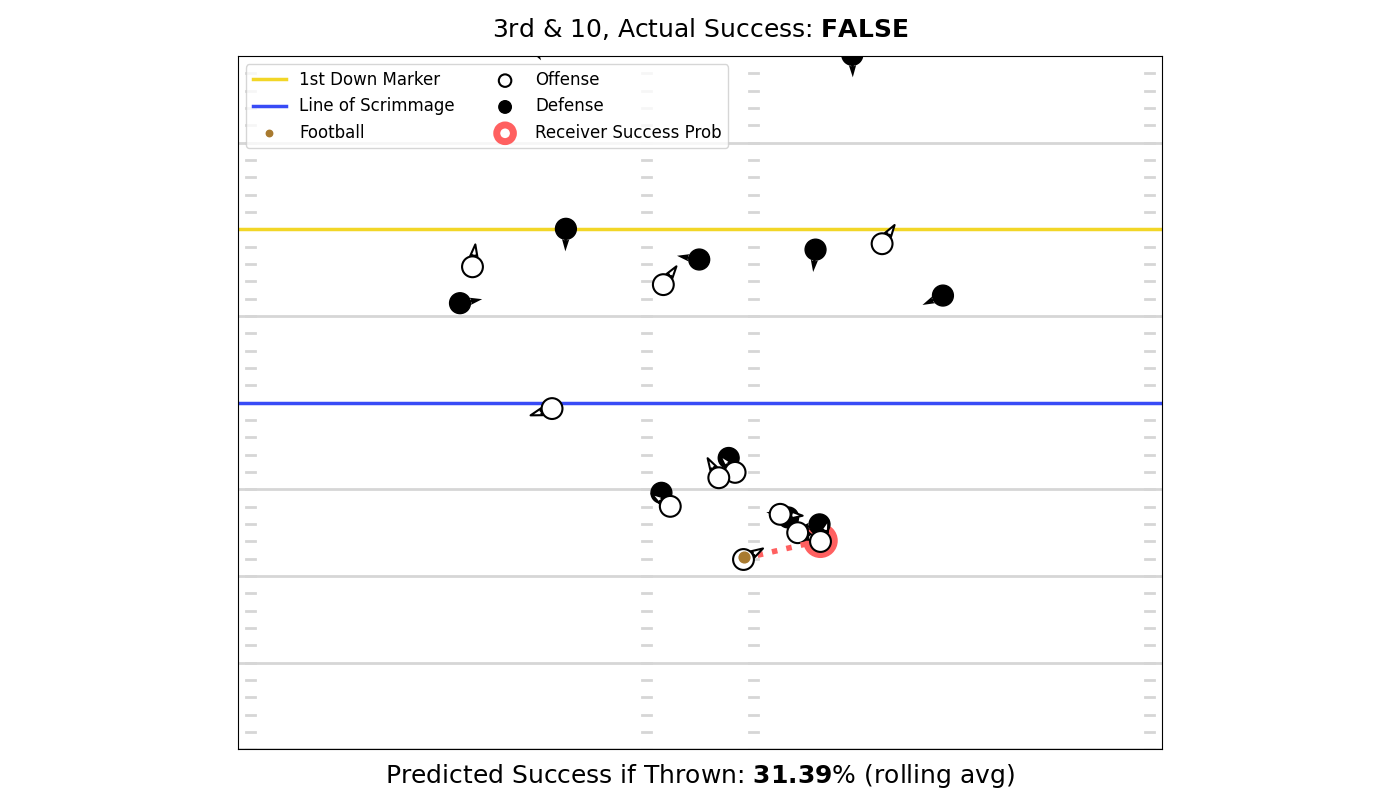 3rd & 10, Actual Success: FALSE
1st Down Marker
Line of Scrimmage
Football
Offense
Defense
Receiver Success Prob
Predicted Success if Thrown: 31.39% (rolling avg)